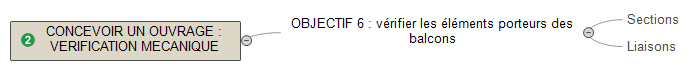 2
CONCEVOIR UN OUVRAGE :
VERIFICATION MECANIQUE
OBJECTIF 6 : vérifier les éléments porteurs des
balcons
Sections
Liaisons